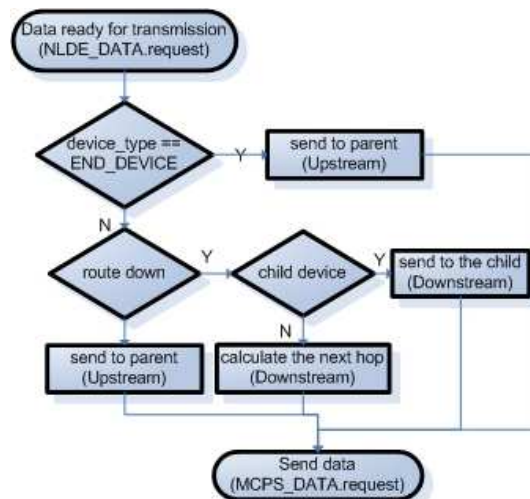 Data ready for transmission
(NLDE_DATA.request)
device_type ==
END_DEVICE
Y
send to parent
(Upstream)
N
route down
Y
child device
Y
send to the child
(Downstream)
N
send to parent
(Upstream)
calculate the next hop
(Downstream)
Send data
(MCPS_DATA.request)